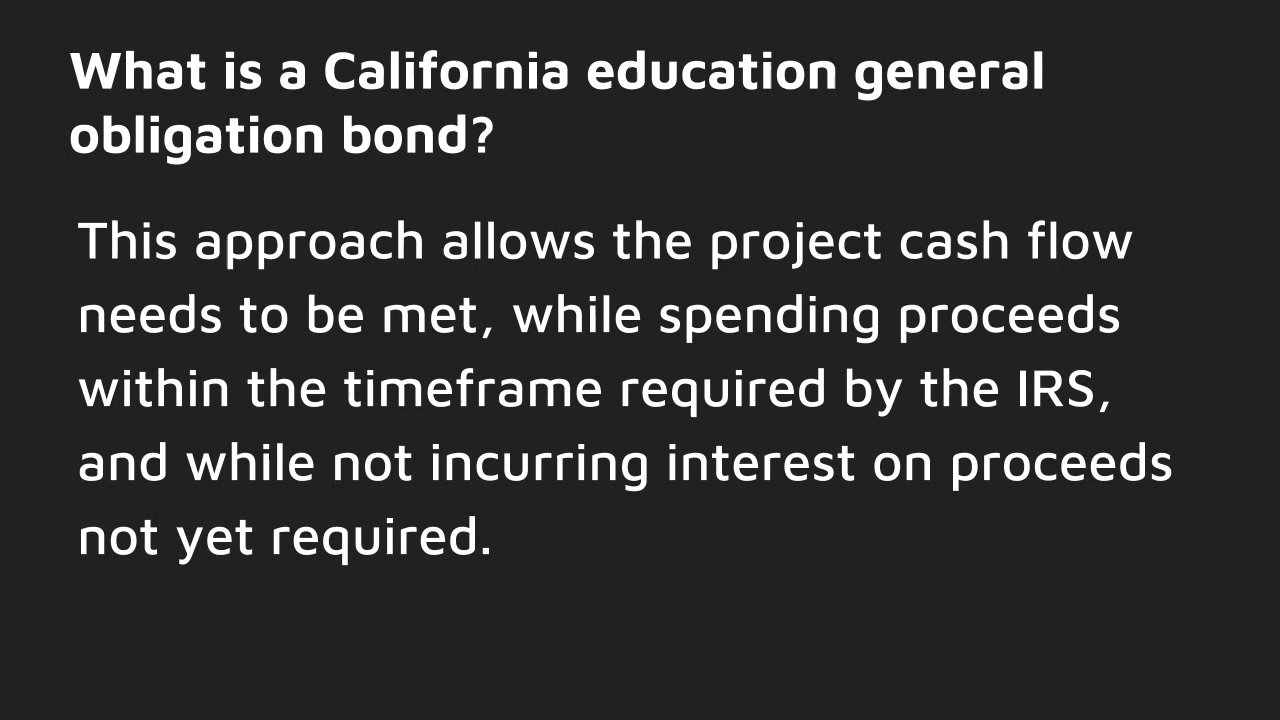 What is a California education general
obligation bond?
This approach allows the project cash flow
needs to be met, while spending proceeds
within the timeframe required by the IRS,
and while not incurring interest on proceeds
not yet required.